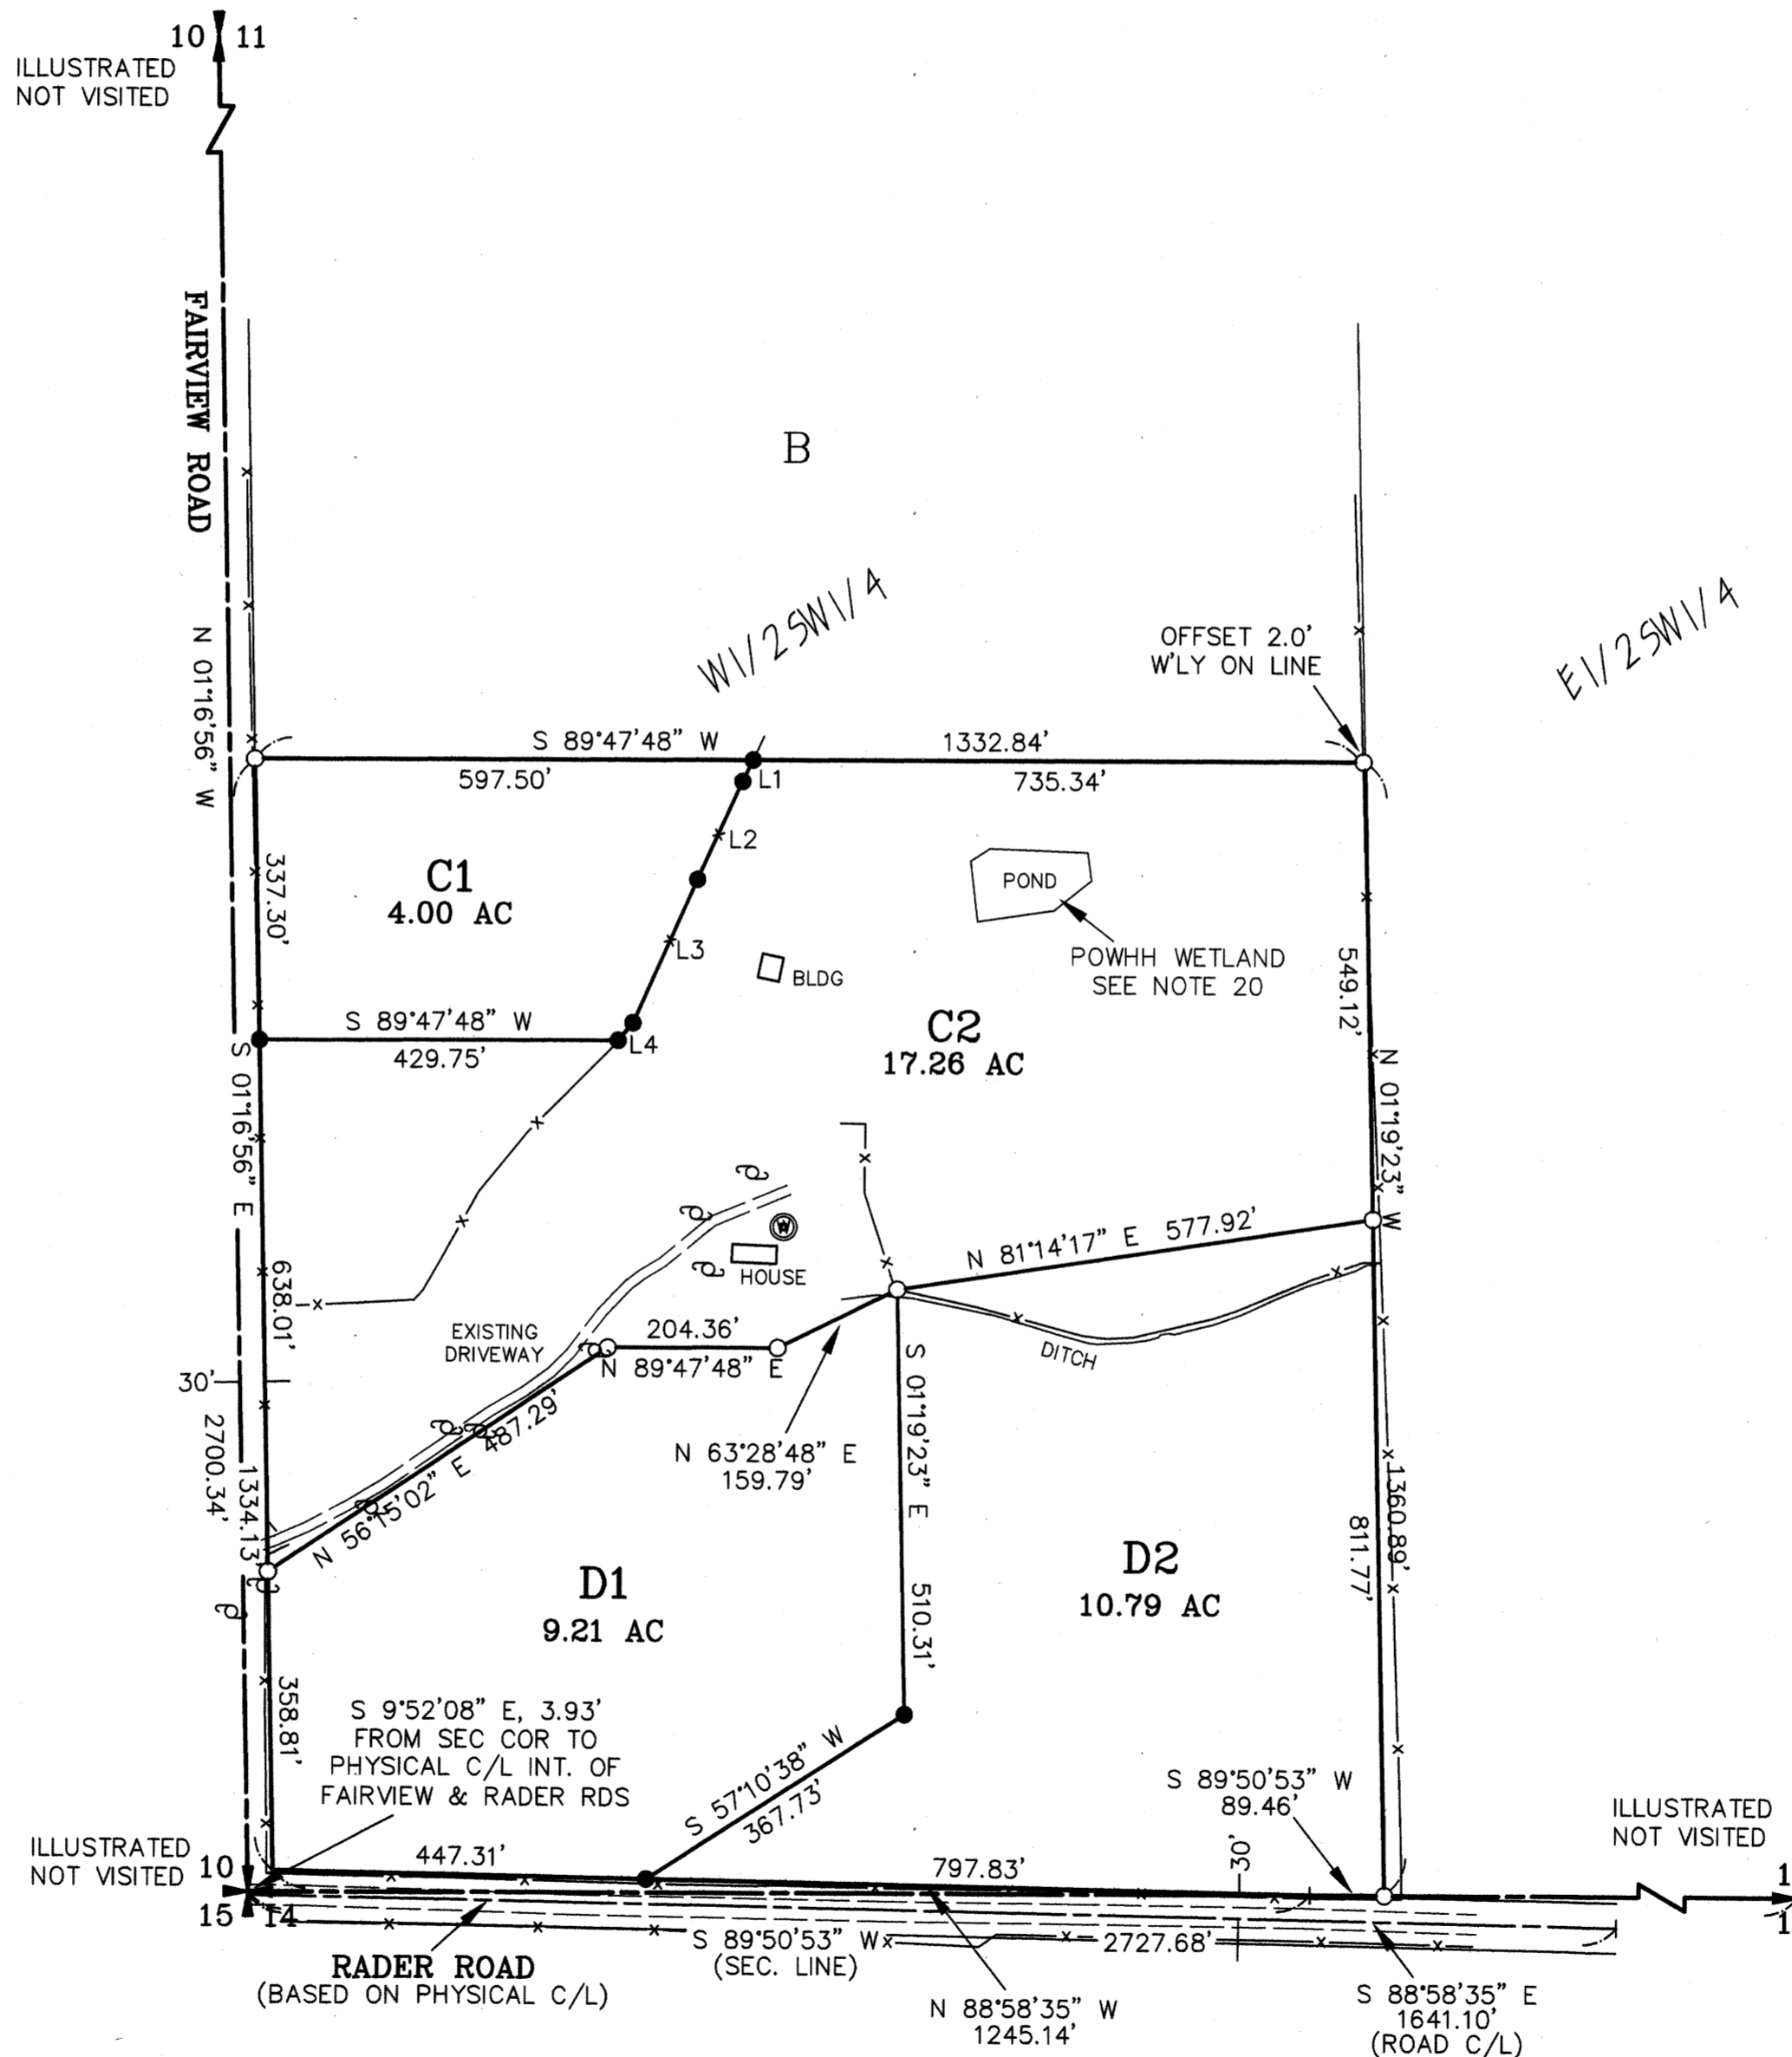 10 11
ILLUSTRATED
NOT VISITED
FAIRVIEW ROAD
N 01°16'56" W
B
W1/2SW1/4
E1/2SW1/4
OFFSET 2.0'
W'LY ON LINE
S 89°47'48" W
1332.84'
597.50'
L1
735.34'
337.30'
C1
4.00 AC
L2
L3
POND
POWHH WETLAND
SEE NOTE 20
BLDG
549.12'
S 89°47'48" W
429.75'
L4
C2
17.26 AC
S 01°16'56" E
N 01°19'23" W
W
HOUSE
N 81°14'17" E 577.92'
W
638.01'
EXISTING
DRIVEWAY
204.36'
N 89°47'48" E
DITCH
30'
2700.34'
1334.13'
N 56°15'02" E 487.29'
N 63°28'48" E
159.79'
S 01°19'23" E 510.31'
1360.89'
811.77'
D1
9.21 AC
D2
10.79 AC
358.81'
S 9°52'08" E, 3.93'
FROM SEC COR TO
PHYSICAL C/L INT. OF
FAIRVIEW & RADER RDS
S 57°10'38" W
367.73'
S 89°50'53" W
89.46'
ILLUSTRATED
NOT VISITED
ILLUSTRATED
NOT VISITED
10
447.31'
797.83'
30'
1
15 14
1
S 89°50'53" W
2727.68'
(SEC. LINE)
RADER ROAD
(BASED ON PHYSICAL C/L)
N 88°58'35" W
1245.14'
S 88°58'35" E
1641.10'
(ROAD C/L)